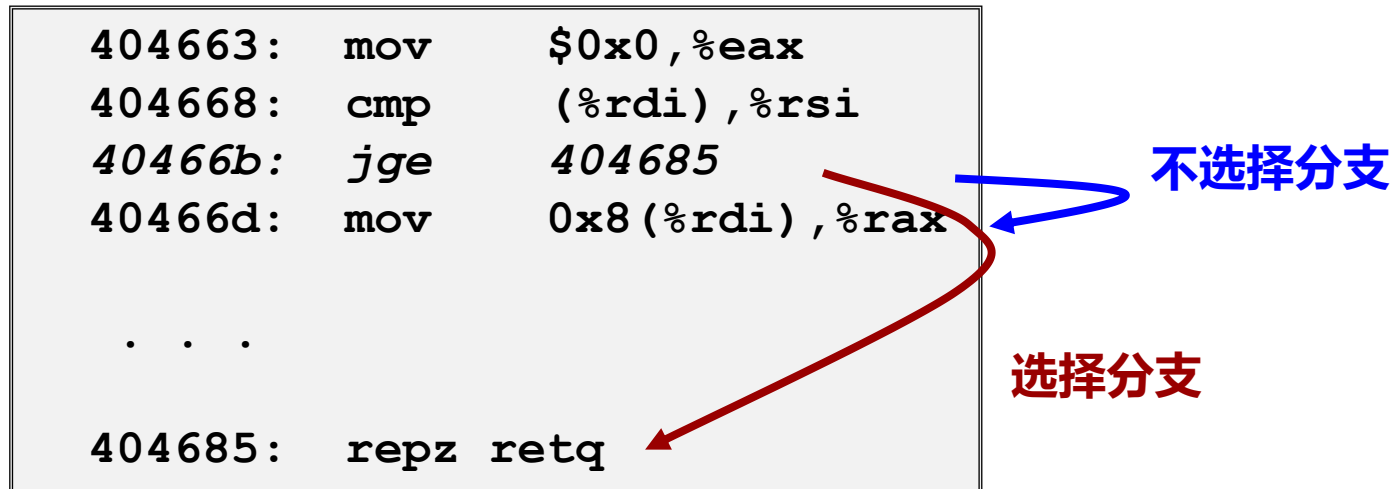 404663: mov $0x0,%eax
404668: cmp (%rdi),%rsi
40466b: jge 404685
不选择分支
40466d: mov 0x8(%rdi),%rax
. . .
选择分支
404685: repz retq